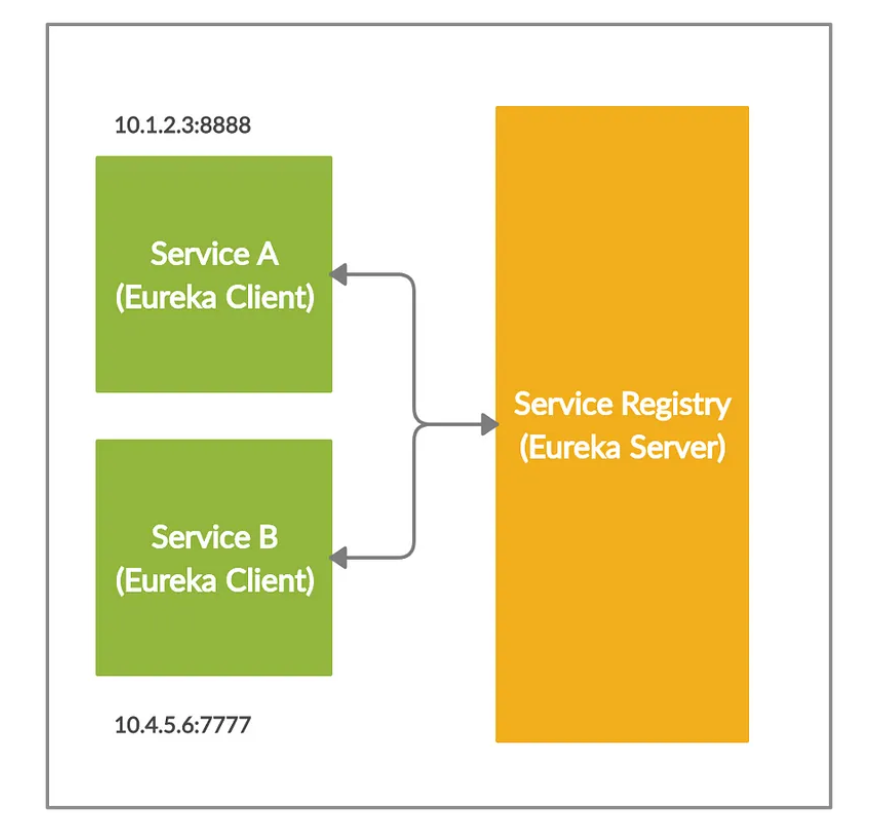 10.1.2.3:8888
Service A
(Eureka Client)
Service Registry
(Eureka Server)
Service B
(Eureka Client)
10.4.5.6:7777